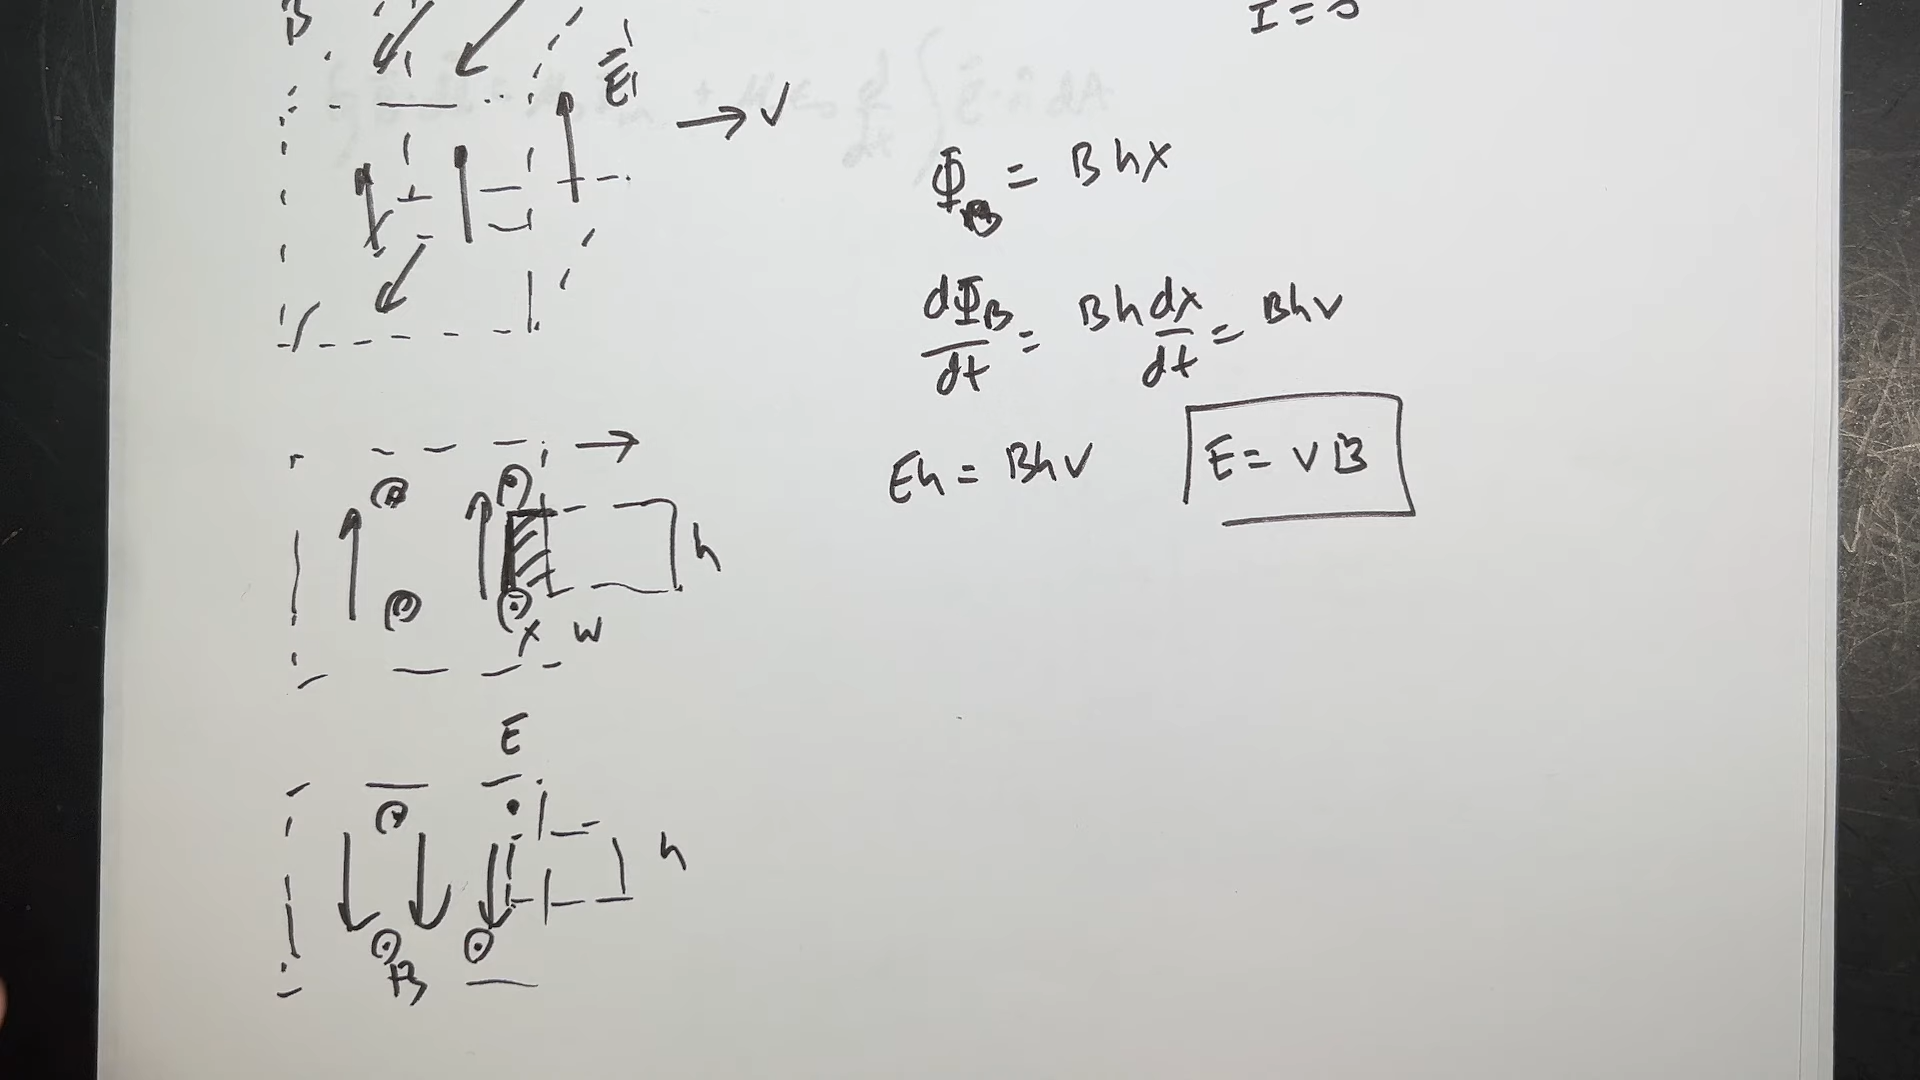 B
I = 0
E
→ V
Φ_B = BhX
dΦ_B/dt = Bh dx/dt = Bhv
Eh = Bhv
E = vB
h
x w
E
h
B